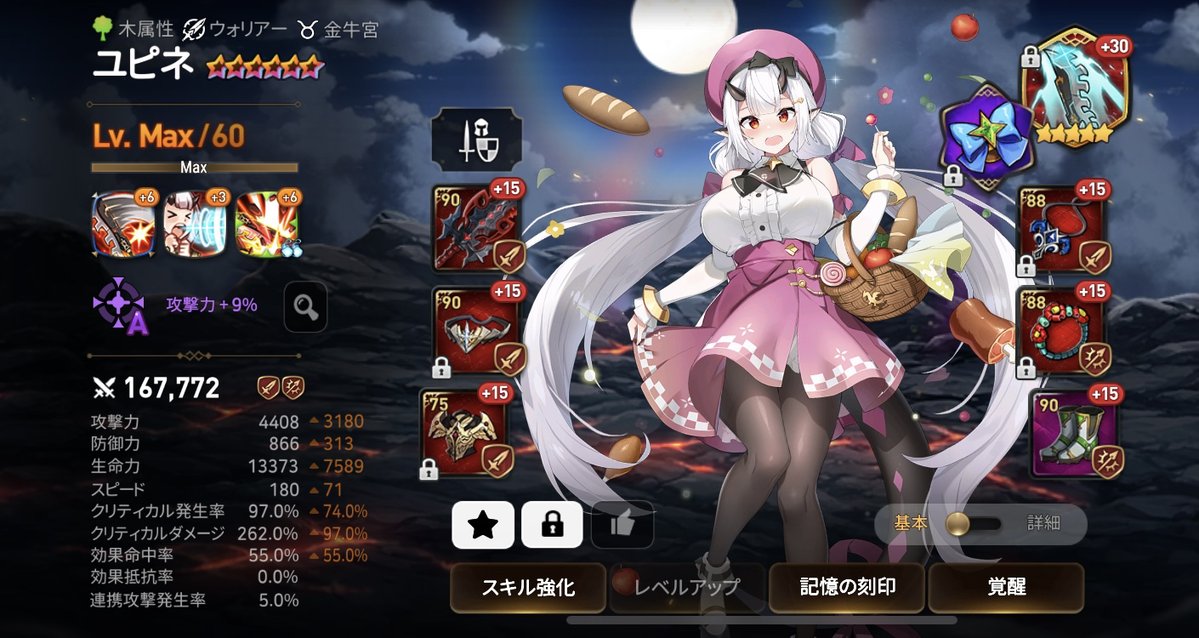 木属性 ウォリアー 金牛宮
ユピネ
Lv. Max/60
Max
+6 +3 +6
攻撃力+9%
A
167,772
攻撃力 4408 3180
防御力 866 313
生命力 13373 7589
スピード 180 71
クリティカル発生率 97.0% 74.0%
クリティカルダメージ 262.0% 97.0%
効果命中率 55.0% 55.0%
効果抵抗率 0.0%
連携攻撃発生率 5.0%
90 +15
90 +15
75 +15
+30
88 +15
88 +15
90 +15
基本 詳細
スキル強化 レベルアップ 記憶の刻印 覚醒